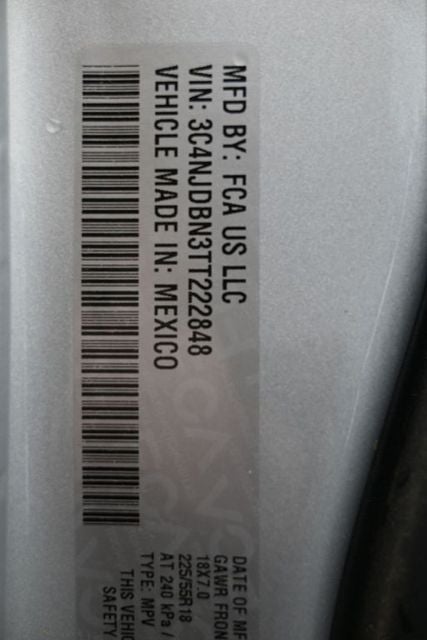 MFD BY: FCA US LLC
VIN: 3C4NJDBN3TT222848
VEHICLE MADE IN: MEXICO
DATE OF MF
GAWR FRON
18X7.0
225/55R18
AT 240 kPa /
TYPE: MPV
THIS VEHIC
SAFETY